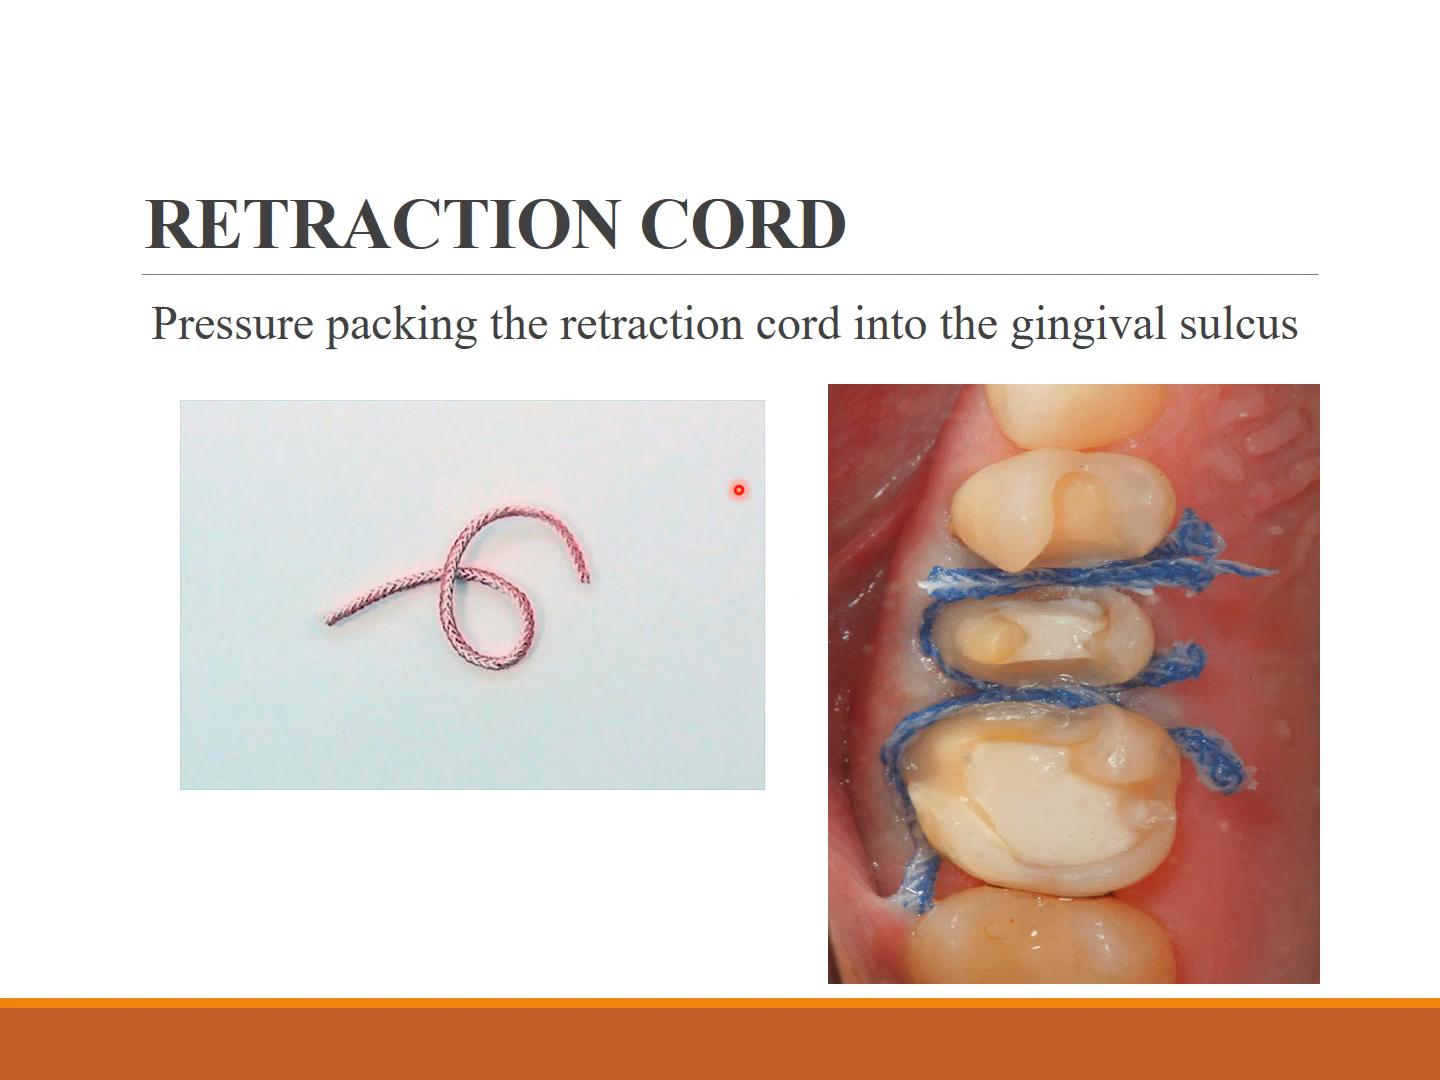 RETRACTION CORD
Pressure packing the retraction cord into the gingival sulcus